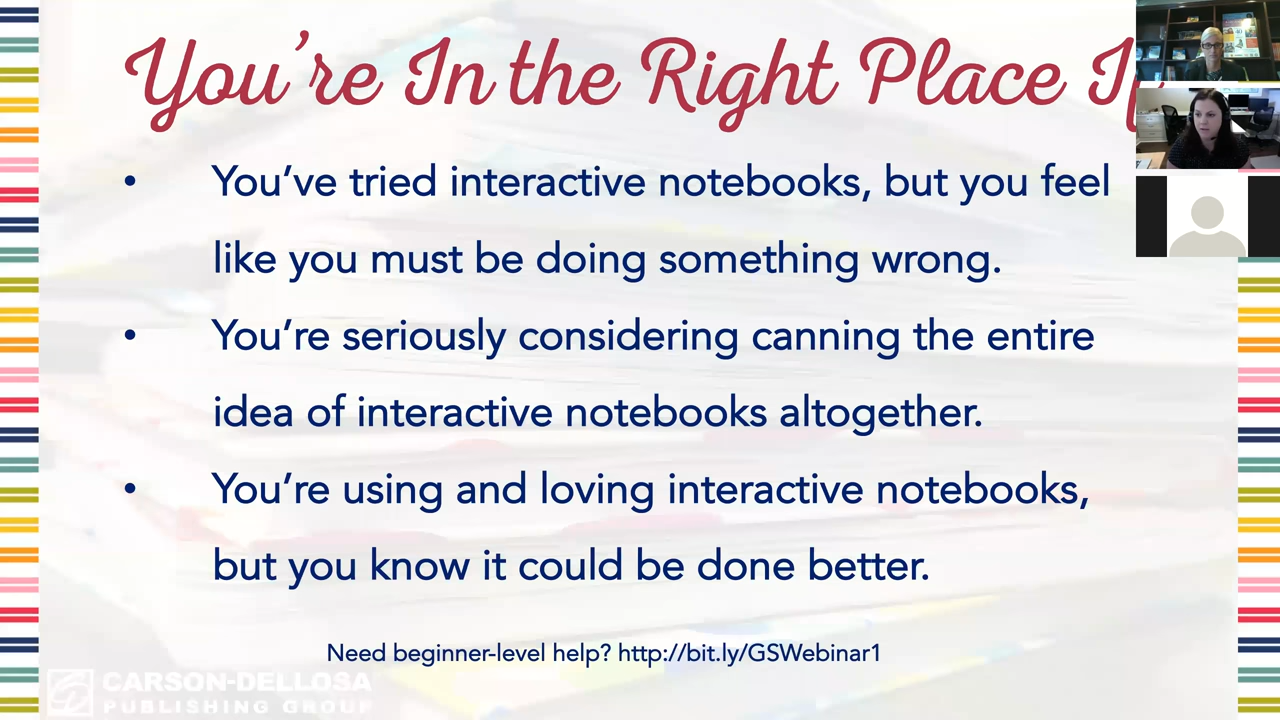 You're In the Right Place If
You've tried interactive notebooks, but you feel
like you must be doing something wrong.
You're seriously considering canning the entire
idea of interactive notebooks altogether.
You're using and loving interactive notebooks,
but you know it could be done better.
Need beginner-level help? http://bit.ly/GSWebinar1
CARSON-DELLOSA
PUBLISHING GROUP